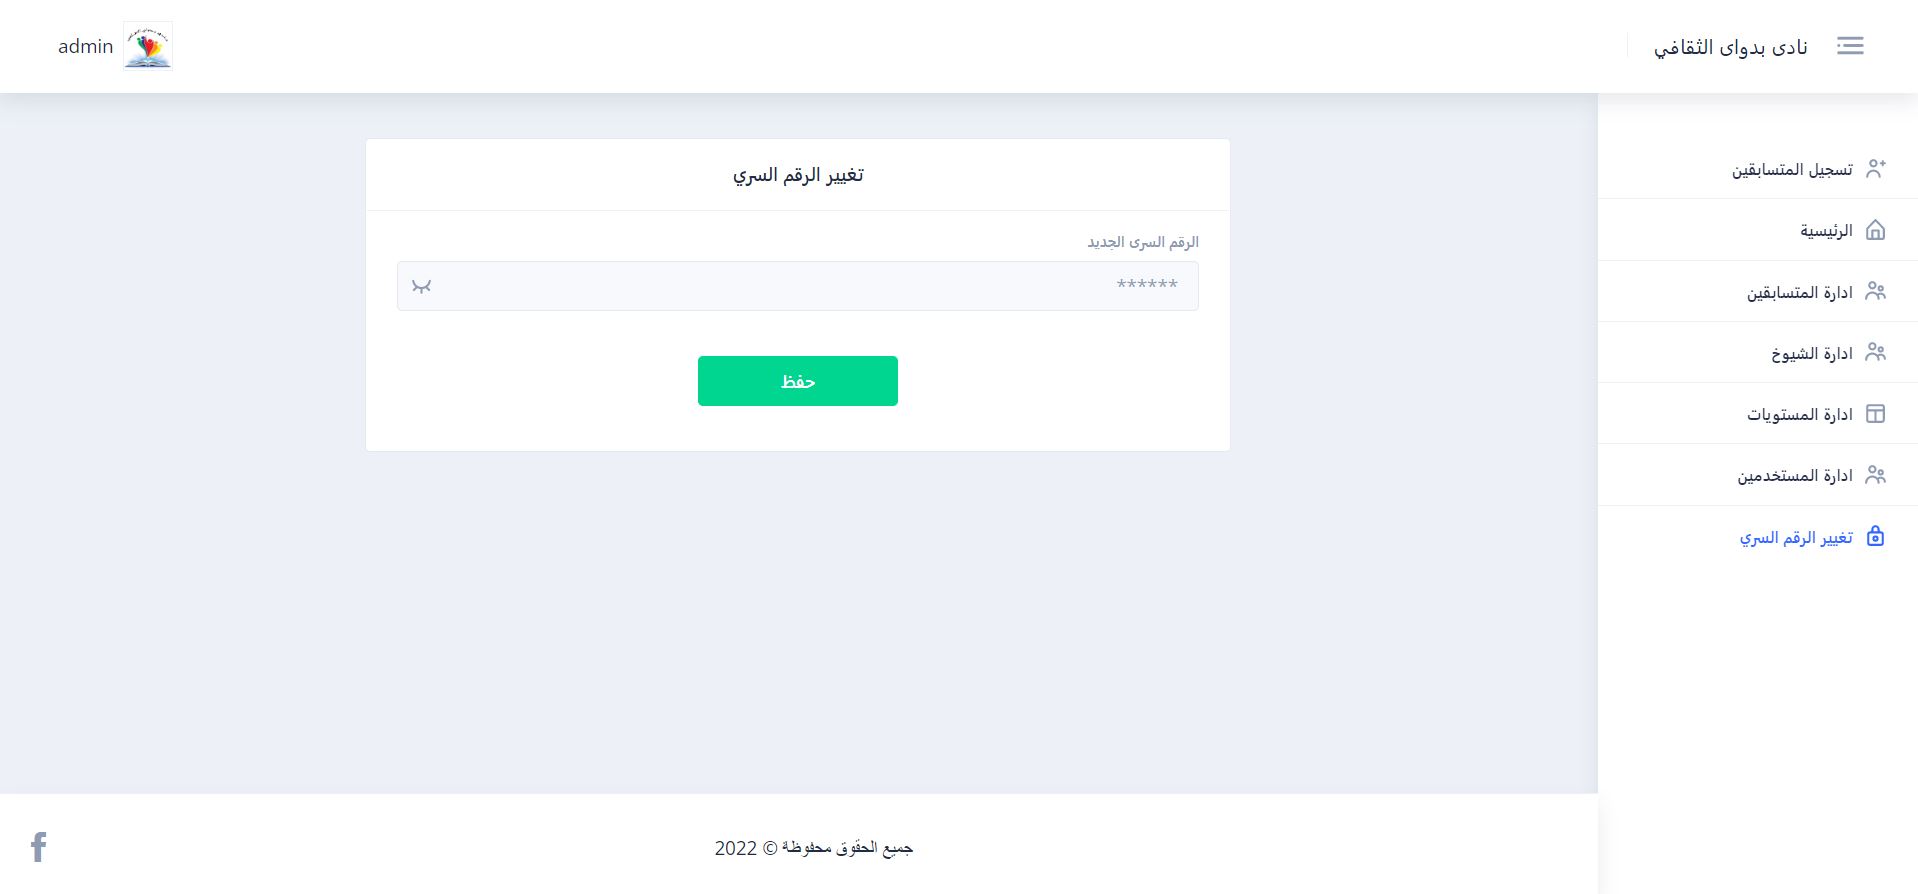 نادى بدواى الثقافي
admin
تسجيل المتسابقين
الرئيسية
ادارة المتسابقين
ادارة الشيوخ
ادارة المستويات
ادارة المستخدمين
تغيير الرقم السري
تغيير الرقم السري
الرقم السرى الجديد
******
حفظ
جميع الحقوق محفوظة © 2022